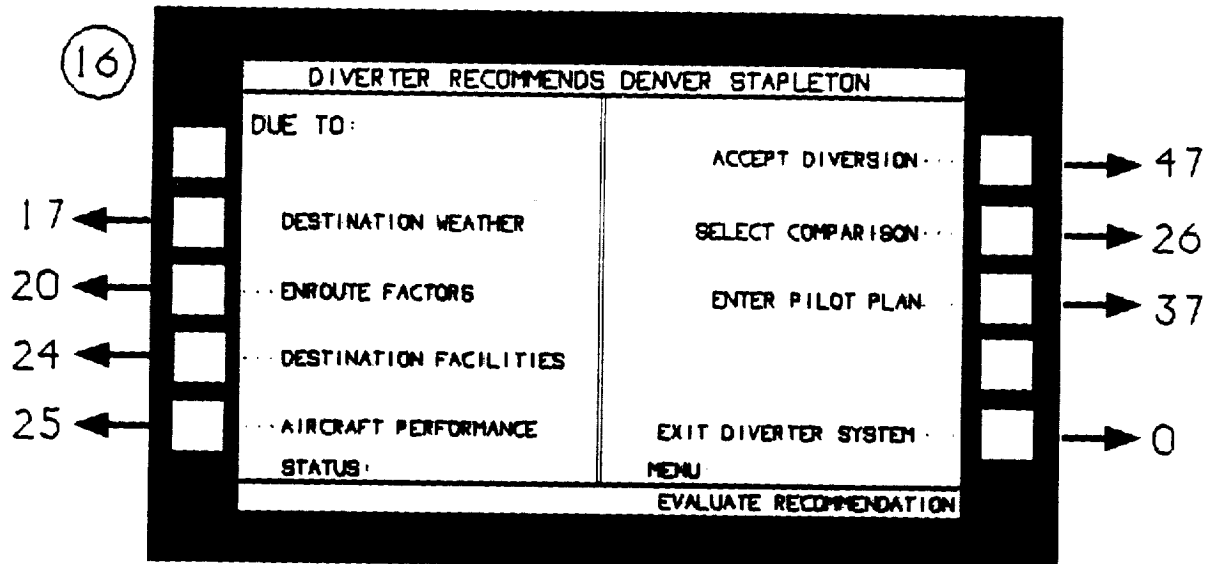 16
DIVERTER RECOMMENDS DENVER STAPLETON
DUE TO:
ACCEPT DIVERSION
47
17
DESTINATION WEATHER
SELECT COMPARISON
26
20
ENROUTE FACTORS
ENTER PILOT PLAN
37
24
DESTINATION FACILITIES
25
AIRCRAFT PERFORMANCE
EXIT DIVERTER SYSTEM
0
STATUS:
MENU
EVALUATE RECOMMENDATION